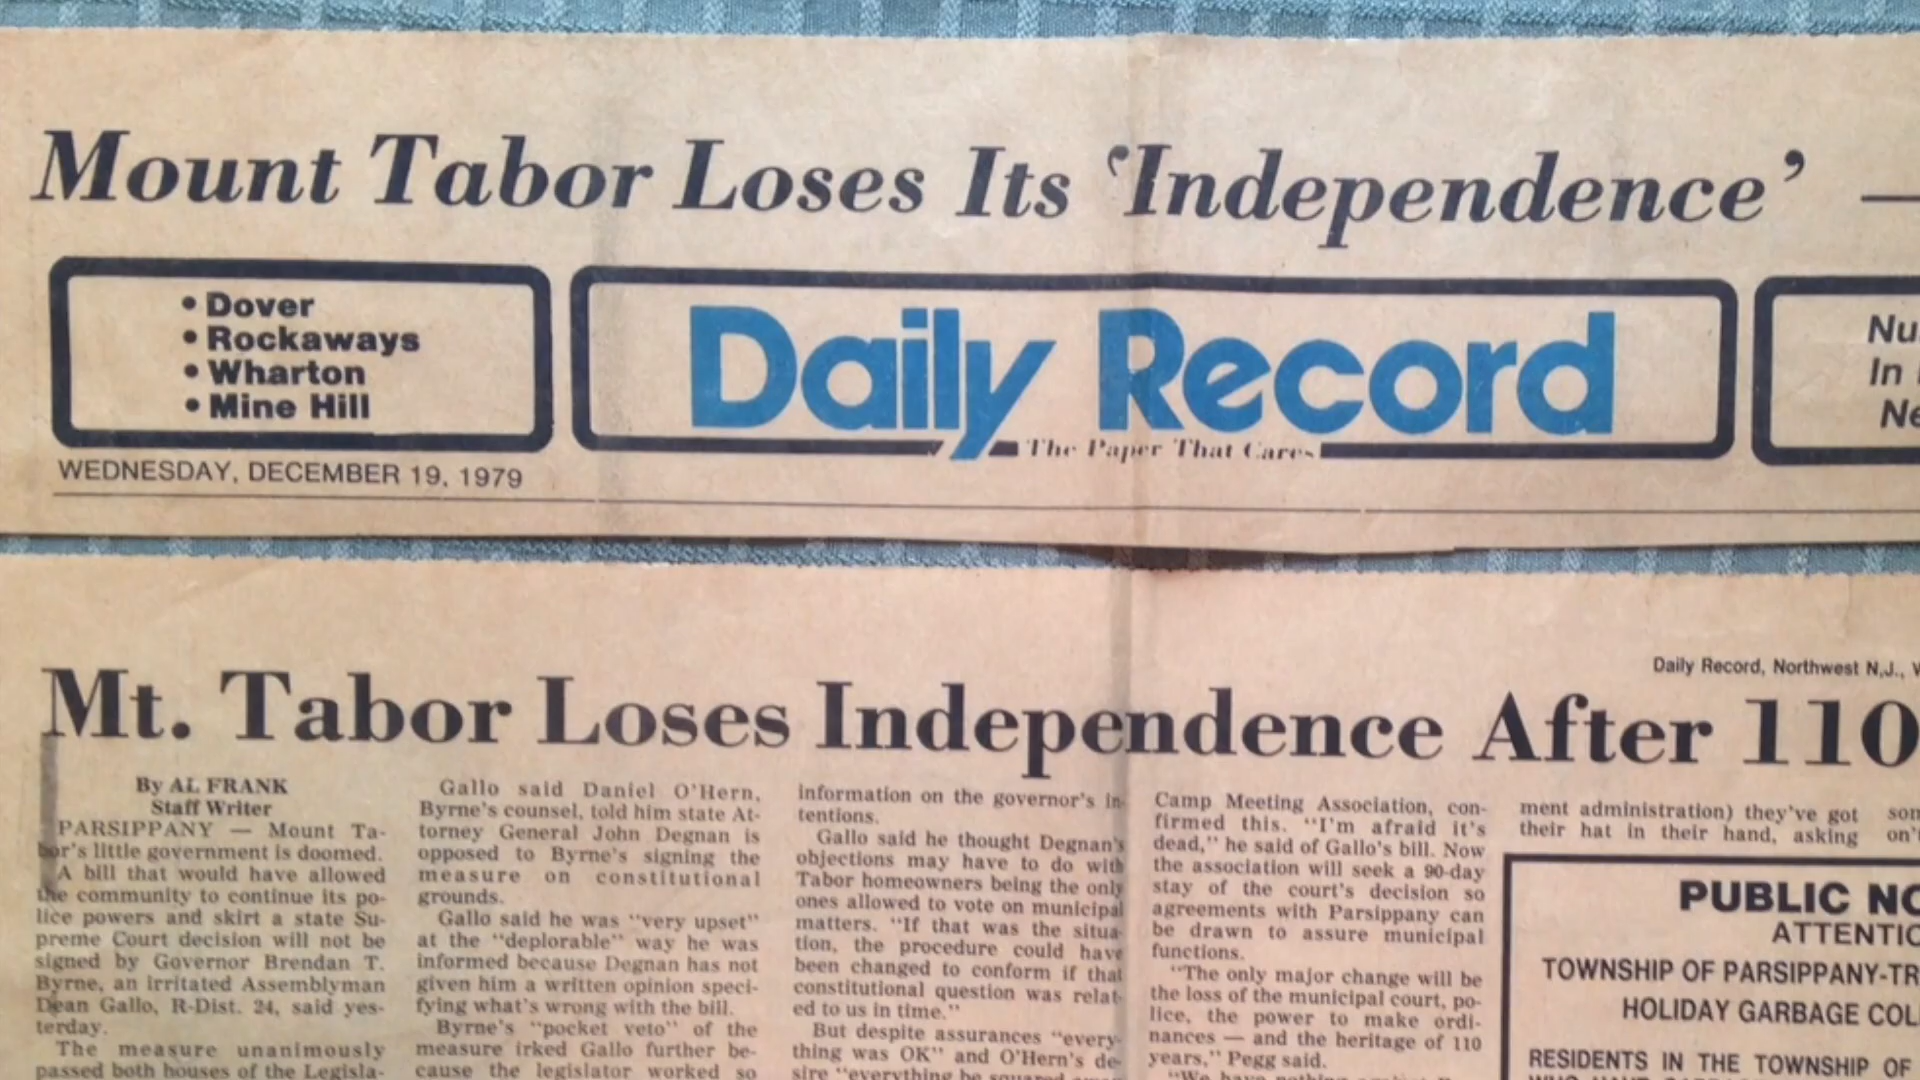 Mount Tabor Loses Its 'Independence' —
• Dover
• Rockaways
• Wharton
• Mine Hill
Daily Record
The Paper That Cares
In
WEDNESDAY, DECEMBER 19, 1979
Daily Record, Northwest N.J.,
Mt. Tabor Loses Independence After 110
By AL FRANK
Staff Writer
PARSIPPANY — Mount Ta-
bor's little government is doomed.
A bill that would have allowed
the community to continue its po-
lice powers and skirt a state Su-
preme Court decision will not be
signed by Governor Brendan T.
Byrne, an irritated Assemblyman
Dean Gallo, R-Dist. 24, said yes-
terday.
The measure unanimously
passed both houses of the Legisla-
Gallo said Daniel O'Hern,
Byrne's counsel, told him state At-
torney General John Degnan is
opposed to Byrne's signing the
measure on constitutional
grounds.
Gallo said he was "very upset"
at the "deplorable" way he was
informed because Degnan has not
given him a written opinion speci-
fying what's wrong with the bill.
Byrne's "pocket veto" of the
measure irked Gallo further be-
cause the legislator worked so
information on the governor's in-
tentions.
Gallo said he thought Degnan's
objections may have to do with
Tabor homeowners being the only
ones allowed to vote on municipal
matters. "If that was the situa-
tion, the procedure could have
been changed to conform if that
constitutional question was relat-
ed to us in time."
But despite assurances "every-
thing was OK" and O'Hern's de-
sire "everything be squared
Camp Meeting Association, con-
firmed this. "I'm afraid it's
dead," he said of Gallo's bill. Now
the association will seek a 90-day
stay of the court's decision so
agreements with Parsippany can
be drawn to assure municipal
functions.
"The only major change will be
the loss of the municipal court, po-
lice, the power to make ordi-
nances — and the heritage of 110
years," Pegg said.
"We have nothing
ment administration) they've got
their hat in their hand, asking
PUBLIC NO
ATTENTIO
TOWNSHIP OF PARSIPPANY-TR
HOLIDAY GARBAGE COL
RESIDENTS IN THE TOWNSHIP OF